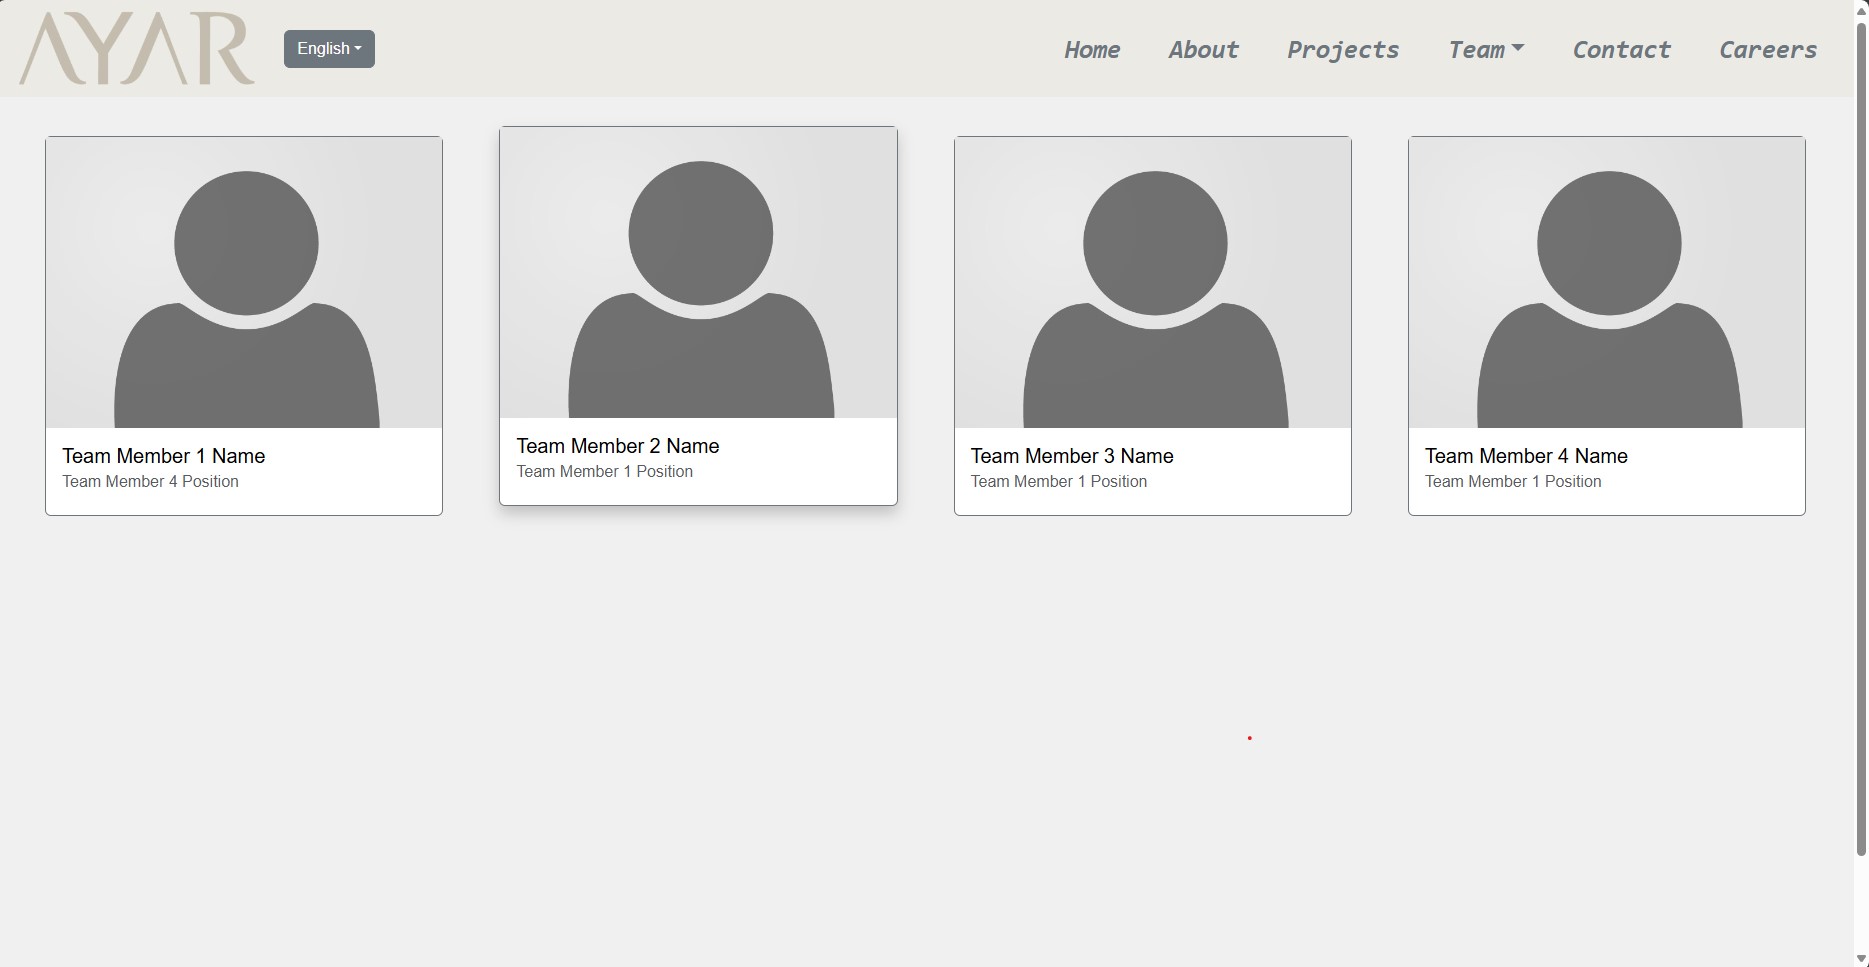 AYAR
English
Home About Projects Team Contact Careers
Team Member 1 Name
Team Member 4 Position
Team Member 2 Name
Team Member 1 Position
Team Member 3 Name
Team Member 1 Position
Team Member 4 Name
Team Member 1 Position